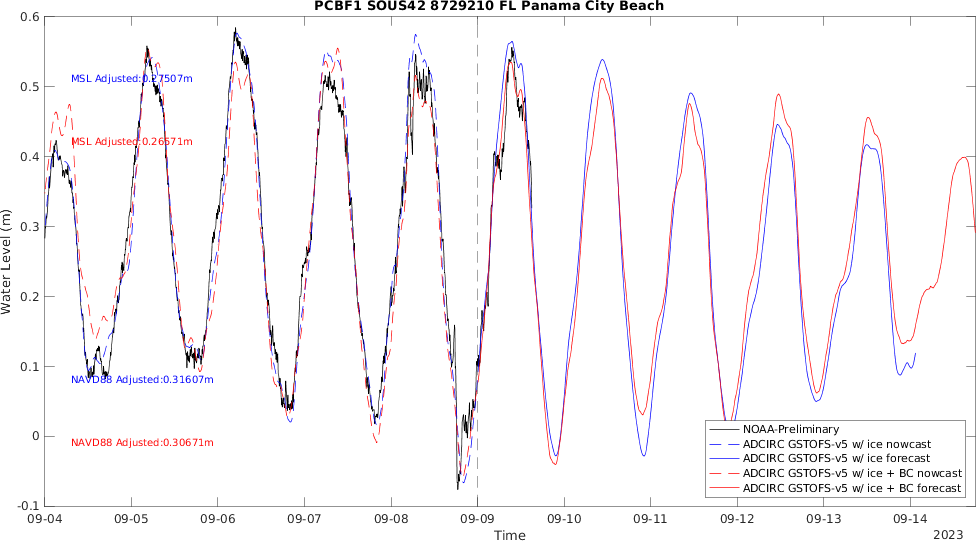 PCBF1 SOUS42 8729210 FL Panama City Beach
0.6
0.5
0.4
0.3
0.2
0.1
0
-0.1
Water Level (m)
MSL Adjusted:0.27507m
MSL Adjusted:0.26571m
NAVD88 Adjusted:0.31607m
NAVD88 Adjusted:0.30671m
NOAA-Preliminary
ADCIRC GSTOFS-v5 w/ ice nowcast
ADCIRC GSTOFS-v5 w/ ice forecast
ADCIRC GSTOFS-v5 w/ ice + BC nowcast
ADCIRC GSTOFS-v5 w/ ice + BC forecast
09-04 09-05 09-06 09-07 09-08 09-09 09-10 09-11 09-12 09-13 09-14
Time
2023